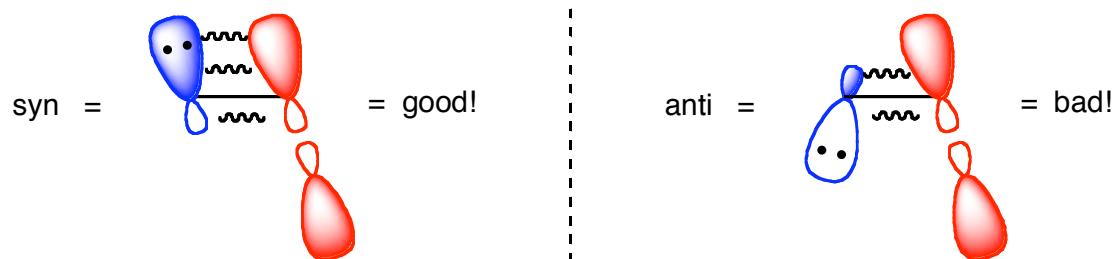 syn = = good!
anti = = bad!